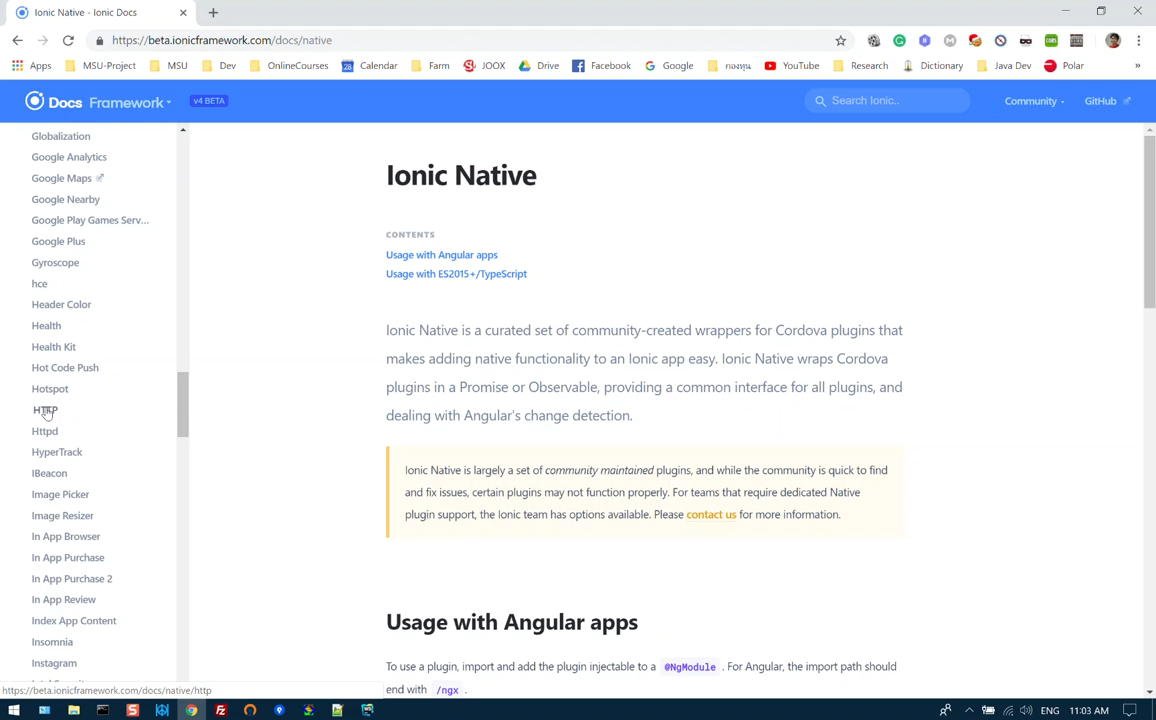 Ionic Native - Ionic Docs
https://beta.ionicframework.com/docs/native
Apps
MSU-Project
MSU
Dev
OnlineCourses
28
Calendar
Farm
JOOX
Drive
Facebook
Google
กองทุน
YouTube
Research
Dictionary
Java Dev
Polar
»
Docs Framework
v4 BETA
Search Ionic..
Community
GitHub
Globalization
Google Analytics
Google Maps
Google Nearby
Google Play Games Serv...
Google Plus
Gyroscope
hce
Header Color
Health
Health Kit
Hot Code Push
Hotspot
HTTP
Httpd
HyperTrack
IBeacon
Image Picker
Image Resizer
In App Browser
In App Purchase
In App Purchase 2
In App Review
Index App Content
Insomnia
Instagram
Ionic Native
CONTENTS
Usage with Angular apps
Usage with ES2015+/TypeScript
Ionic Native is a curated set of community-created wrappers for Cordova plugins that
makes adding native functionality to an Ionic app easy. Ionic Native wraps Cordova
plugins in a Promise or Observable, providing a common interface for all plugins, and
dealing with Angular's change detection.
Ionic Native is largely a set of community maintained plugins, and while the community is quick to find
and fix issues, certain plugins may not function properly. For teams that require dedicated Native
plugin support, the Ionic team has options available. Please contact us for more information.
Usage with Angular apps
To use a plugin, import and add the plugin injectable to a @NgModule . For Angular, the import path should
end with /ngx .
https://beta.ionicframework.com/docs/native/http
ENG
11:03 AM